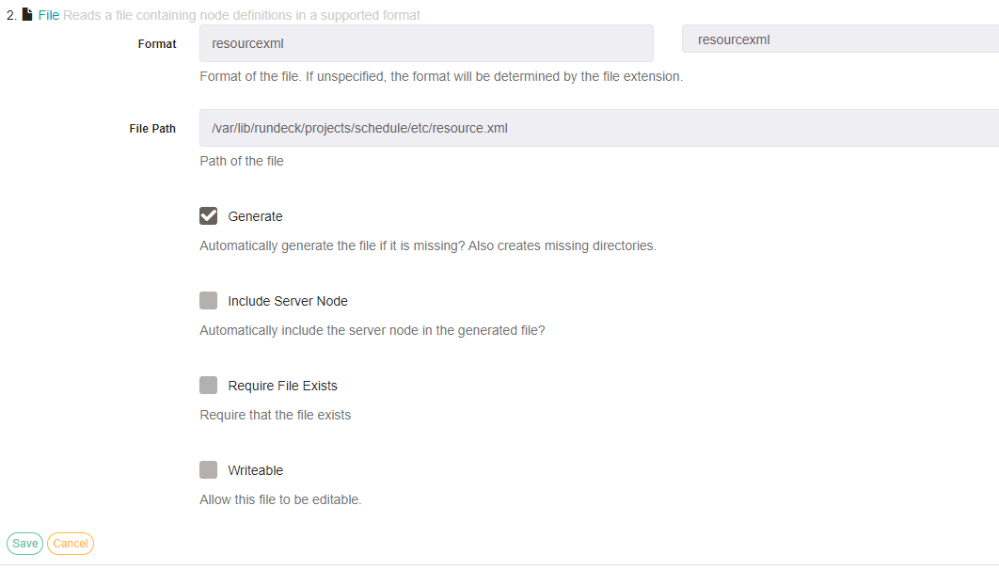 2. File Reads a file containing node definitions in a supported format
Format resourcexml resourcexml
Format of the file. If unspecified, the format will be determined by the file extension.
File Path /var/lib/rundeck/projects/schedule/etc/resource.xml
Path of the file
Generate
Automatically generate the file if it is missing? Also creates missing directories.
Include Server Node
Automatically include the server node in the generated file?
Require File Exists
Require that the file exists
Writeable
Allow this file to be editable.
Save Cancel